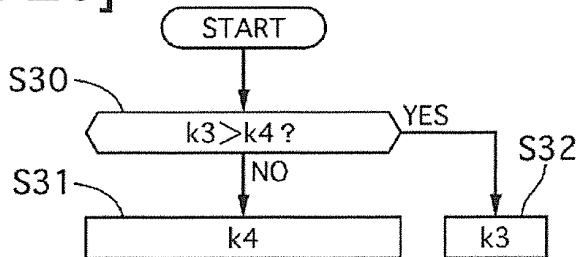 START
S30
k3>k4?
YES
NO
S31
S32
k4
k3